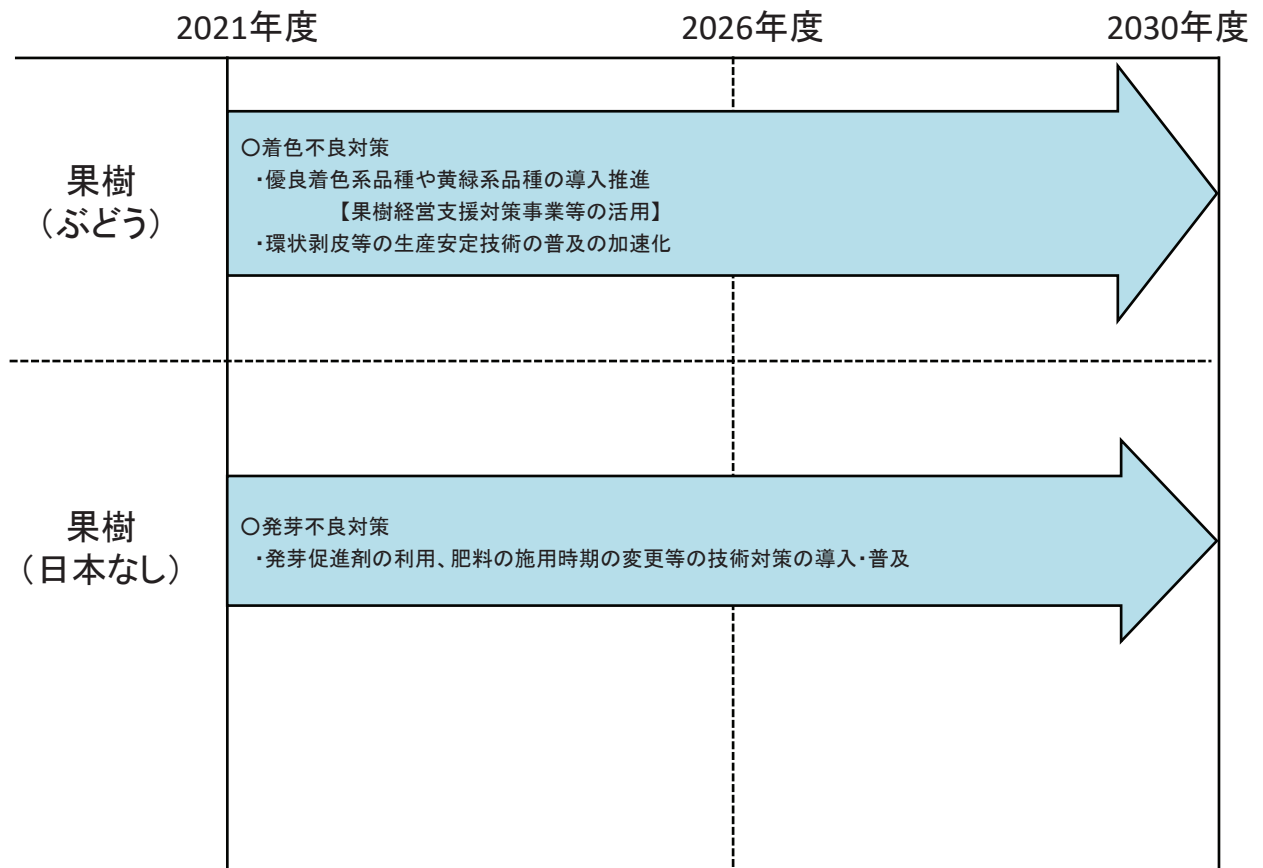 2021年度 2026年度 2030年度
果樹
（ぶどう）
〇着色不良対策
・優良着色系品種や黄緑系品種の導入推進
【果樹経営支援対策事業等の活用】
・環状剥皮等の生産安定技術の普及の加速化
果樹
（日本なし）
〇発芽不良対策
・発芽促進剤の利用、肥料の施用時期の変更等の技術対策の導入・普及